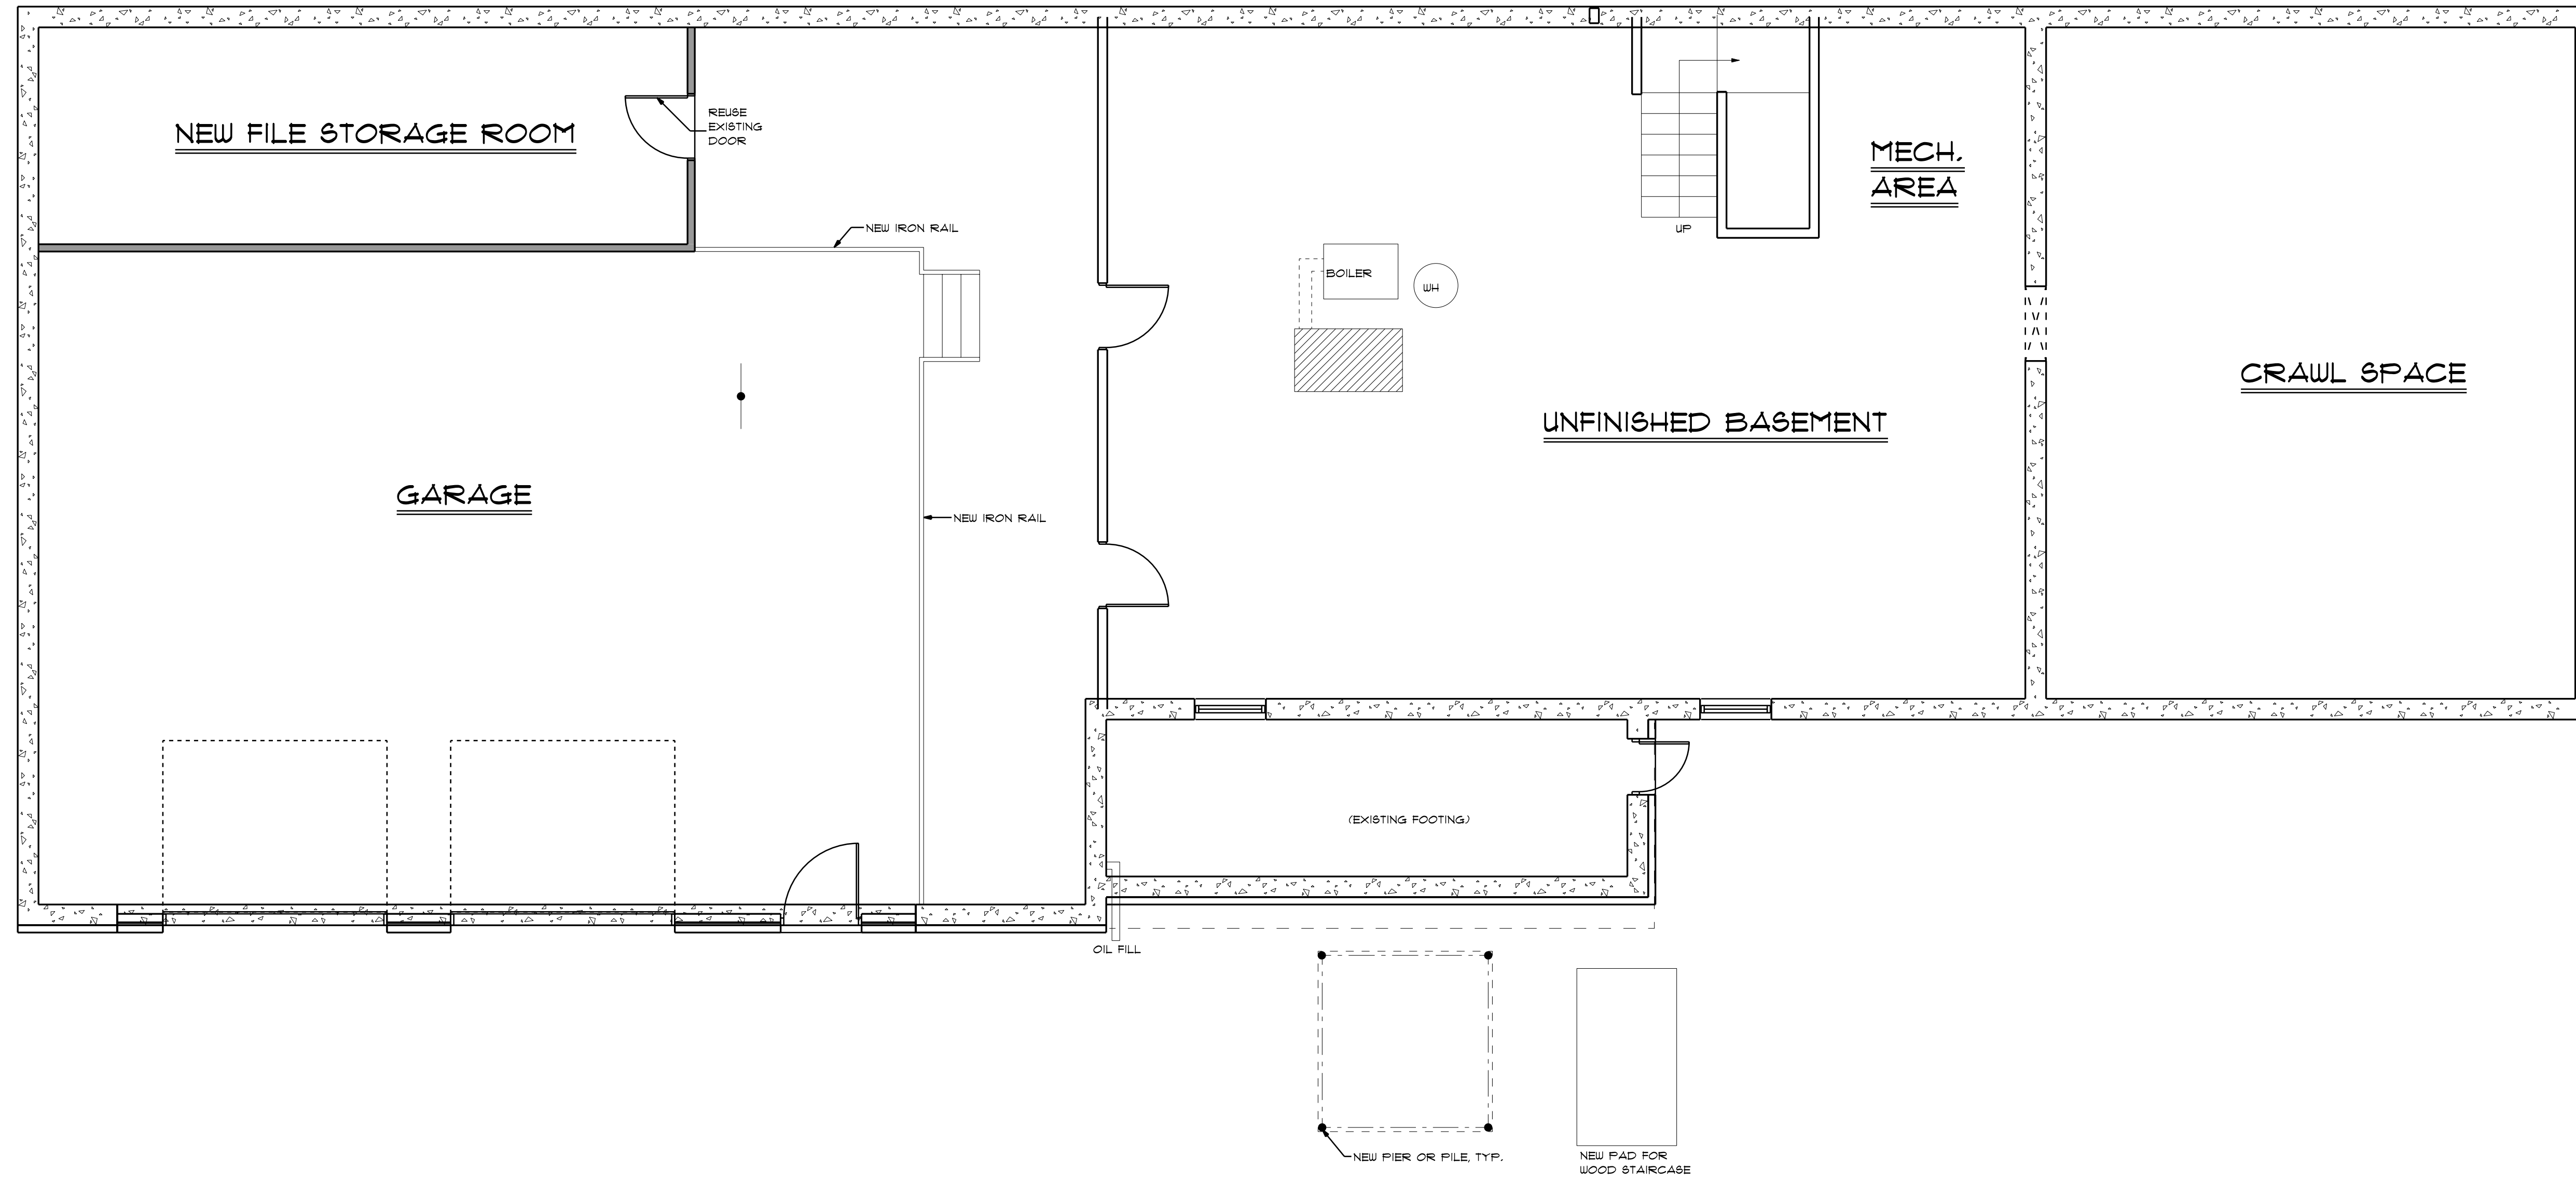 NEW FILE STORAGE ROOM
REUSE
EXISTING
DOOR
MECH.
AREA
NEW IRON RAIL
UP
BOILER
WH
CRAWL SPACE
UNFINISHED BASEMENT
GARAGE
NEW IRON RAIL
(EXISTING FOOTING)
OIL FILL
NEW PIER OR PILE, TYP.
NEW PAD FOR
WOOD STAIRCASE